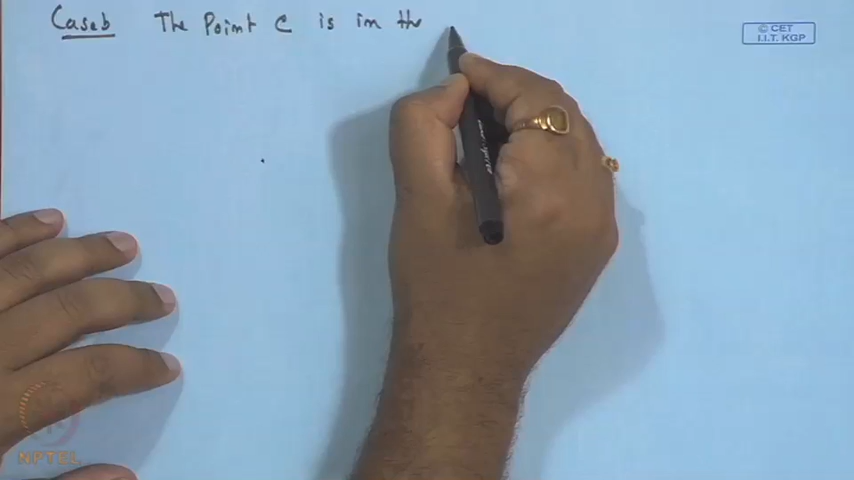 Caseb The Point C is in the
© CET
I.I.T. KGP
NPTEL